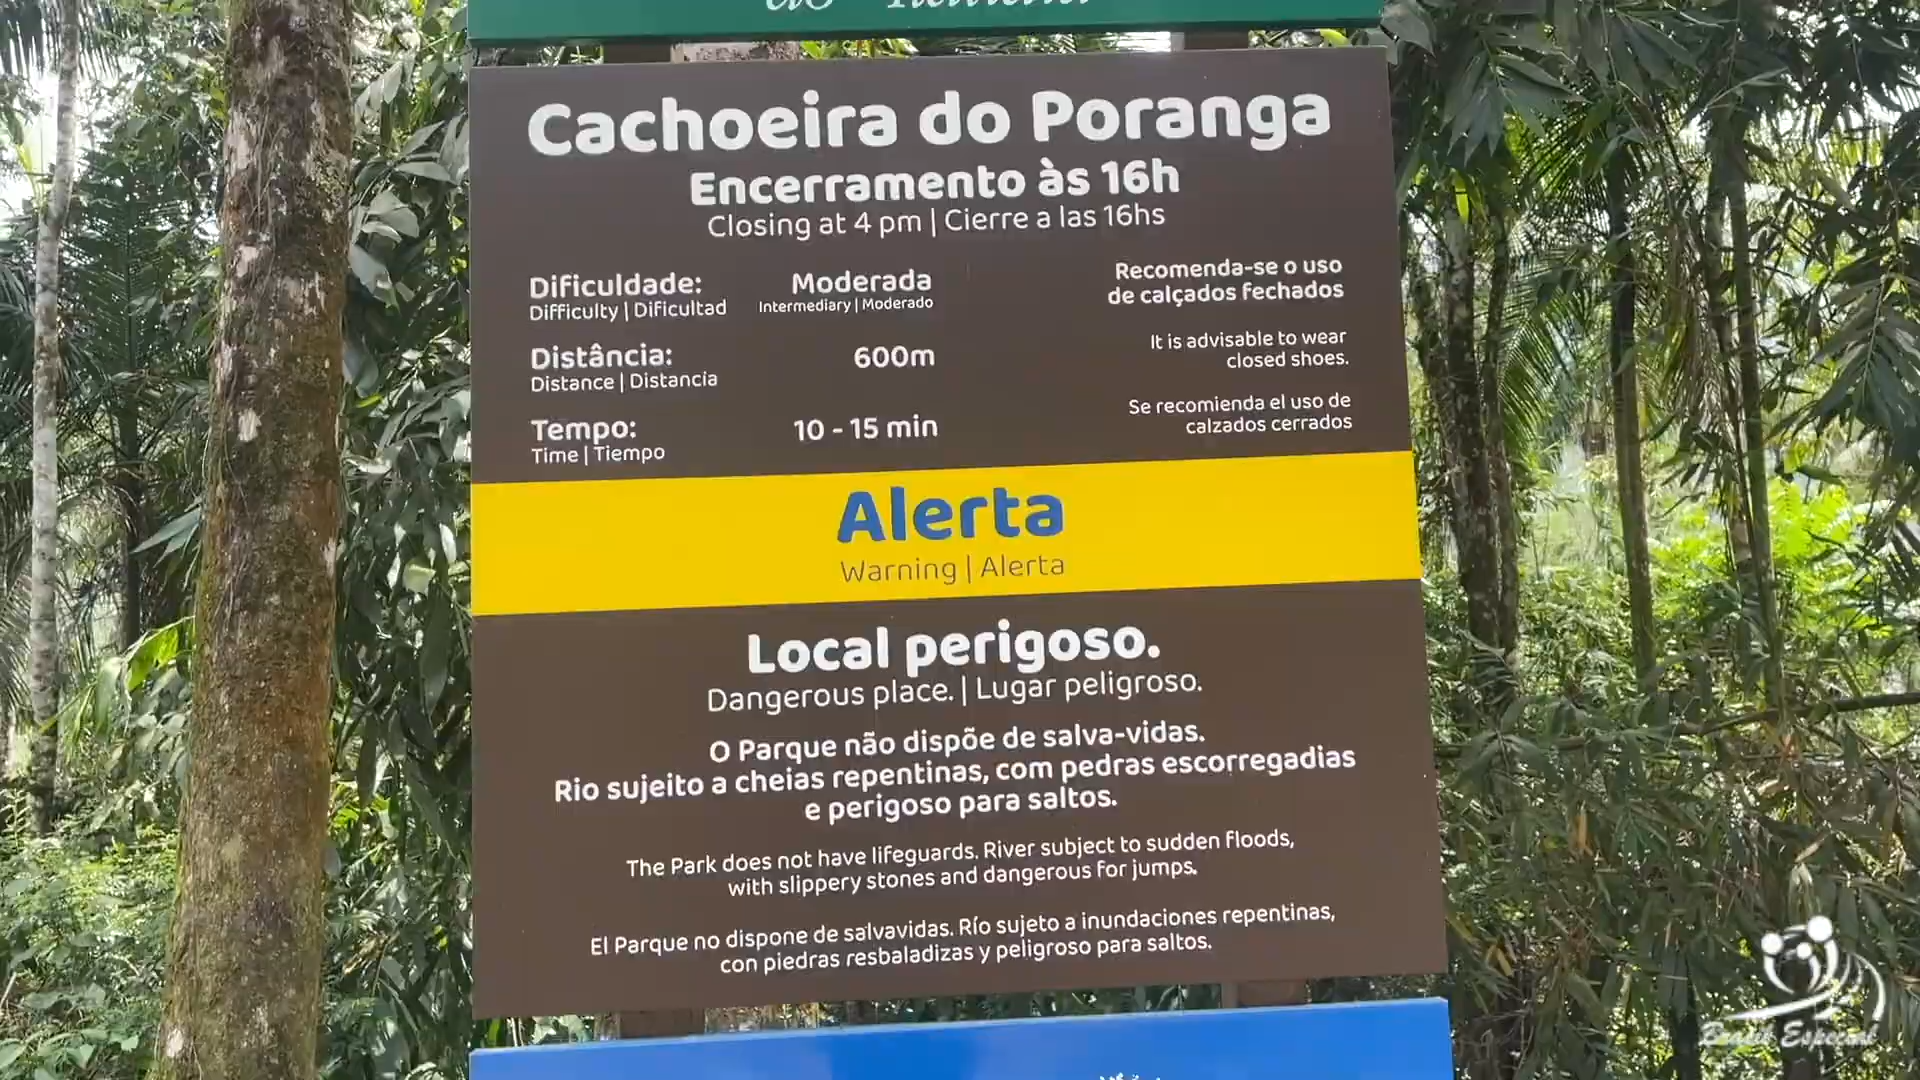 Cachoeira do Poranga
Encerramento às 16h
Closing at 4 pm | Cierre a las 16hs
Dificuldade: Moderada
Difficulty | Dificultad Intermediary | Moderado
Distância: 600m
Distance | Distancia
Tempo: 10 - 15 min
Time | Tiempo
Recomenda-se o uso
de calçados fechados
It is advisable to wear
closed shoes.
Se recomienda el uso de
calzados cerrados
Alerta
Warning | Alerta
Local perigoso.
Dangerous place. | Lugar peligroso.
O Parque não dispõe de salva-vidas.
Rio sujeito a cheias repentinas, com pedras escorregadias
e perigoso para saltos.
The Park does not have lifeguards. River subject to sudden floods,
with slippery stones and dangerous for jumps.
El Parque no dispone de salvavidas. Río sujeto a inundaciones repentinas,
con piedras resbaladizas y peligroso para saltos.
Brasil Especial